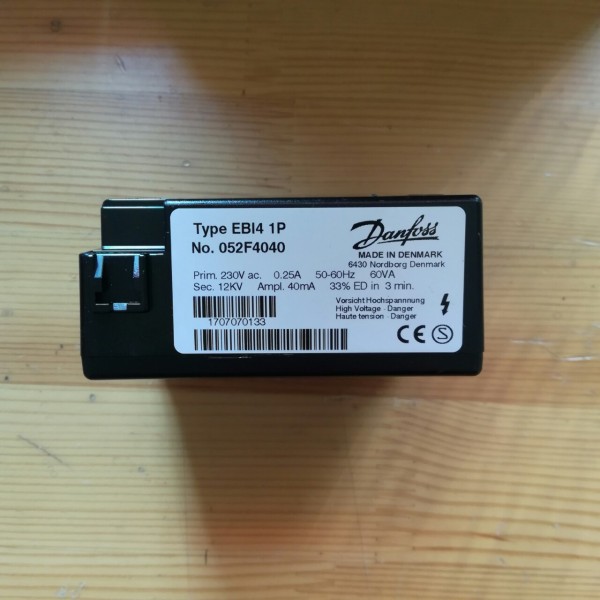 Type EBI4 1P
No. 052F4040
Danfoss
MADE IN DENMARK
6430 Nordborg Denmark
Prim. 230V ac. 0.25A 50-60Hz 60VA
Sec. 12KV Ampl. 40mA 33% ED in 3 min.
1707070133
Vorsicht Hochspannnung
High Voltage - Danger
Haute tension - Danger
CE S